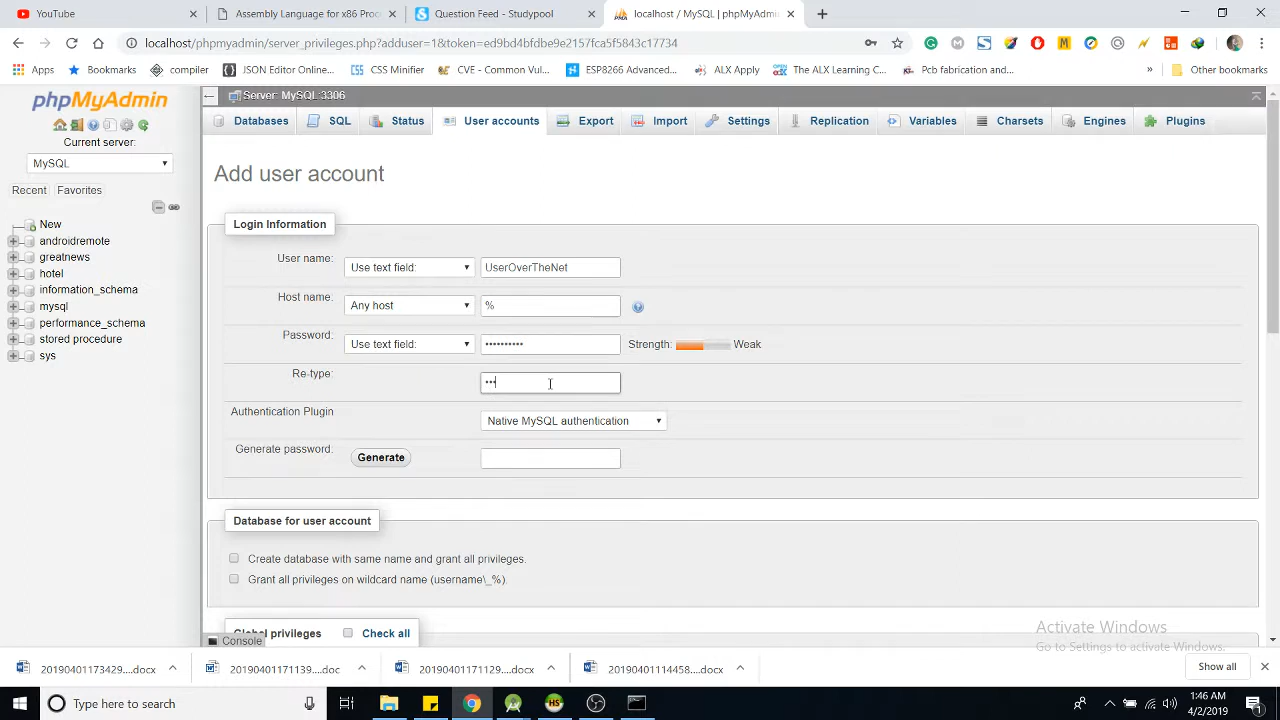 YouTube
Assembly Language for x86 Proc
Question Feed - Studypool
localhost / MySQL | phpMyAdmin
localhost/phpmyadmin/server_privileges.php?adduser=1&token=ed9bd4bfdbe9e2157fca5f5843c17734
Apps
Bookmarks
compiler
JSON Editor Online...
CSS Minifier
CVE - Common Vul...
ESP8266 Advanced...
ALX Apply
The ALX Learning C...
Pcb fabrication and...
»
Other bookmarks
phpMyAdmin
Current server:
MySQL
Recent
Favorites
New
androidremote
greatnews
hotel
information_schema
mysql
performance_schema
stored procedure
sys
Server: MySQL:3306
Databases
SQL
Status
User accounts
Export
Import
Settings
Replication
Variables
Charsets
Engines
Plugins
Add user account
Login Information
User name:
Use text field:
UserOverTheNet
Host name:
Any host
%
Password:
Use text field:
••••••••••
Strength:
Weak
Re-type:
•••
Authentication Plugin
Native MySQL authentication
Generate password:
Generate
Database for user account
Create database with same name and grant all privileges.
Grant all privileges on wildcard name (username\_%).
Global privileges
Check all
Console
Activate Windows
Go to Settings to activate Windows.
20190401173429....docx
20190401171139....doc
20190401171129....docx
20190401114458....docx
Show all
Type here to search
1:46 AM
4/2/2019